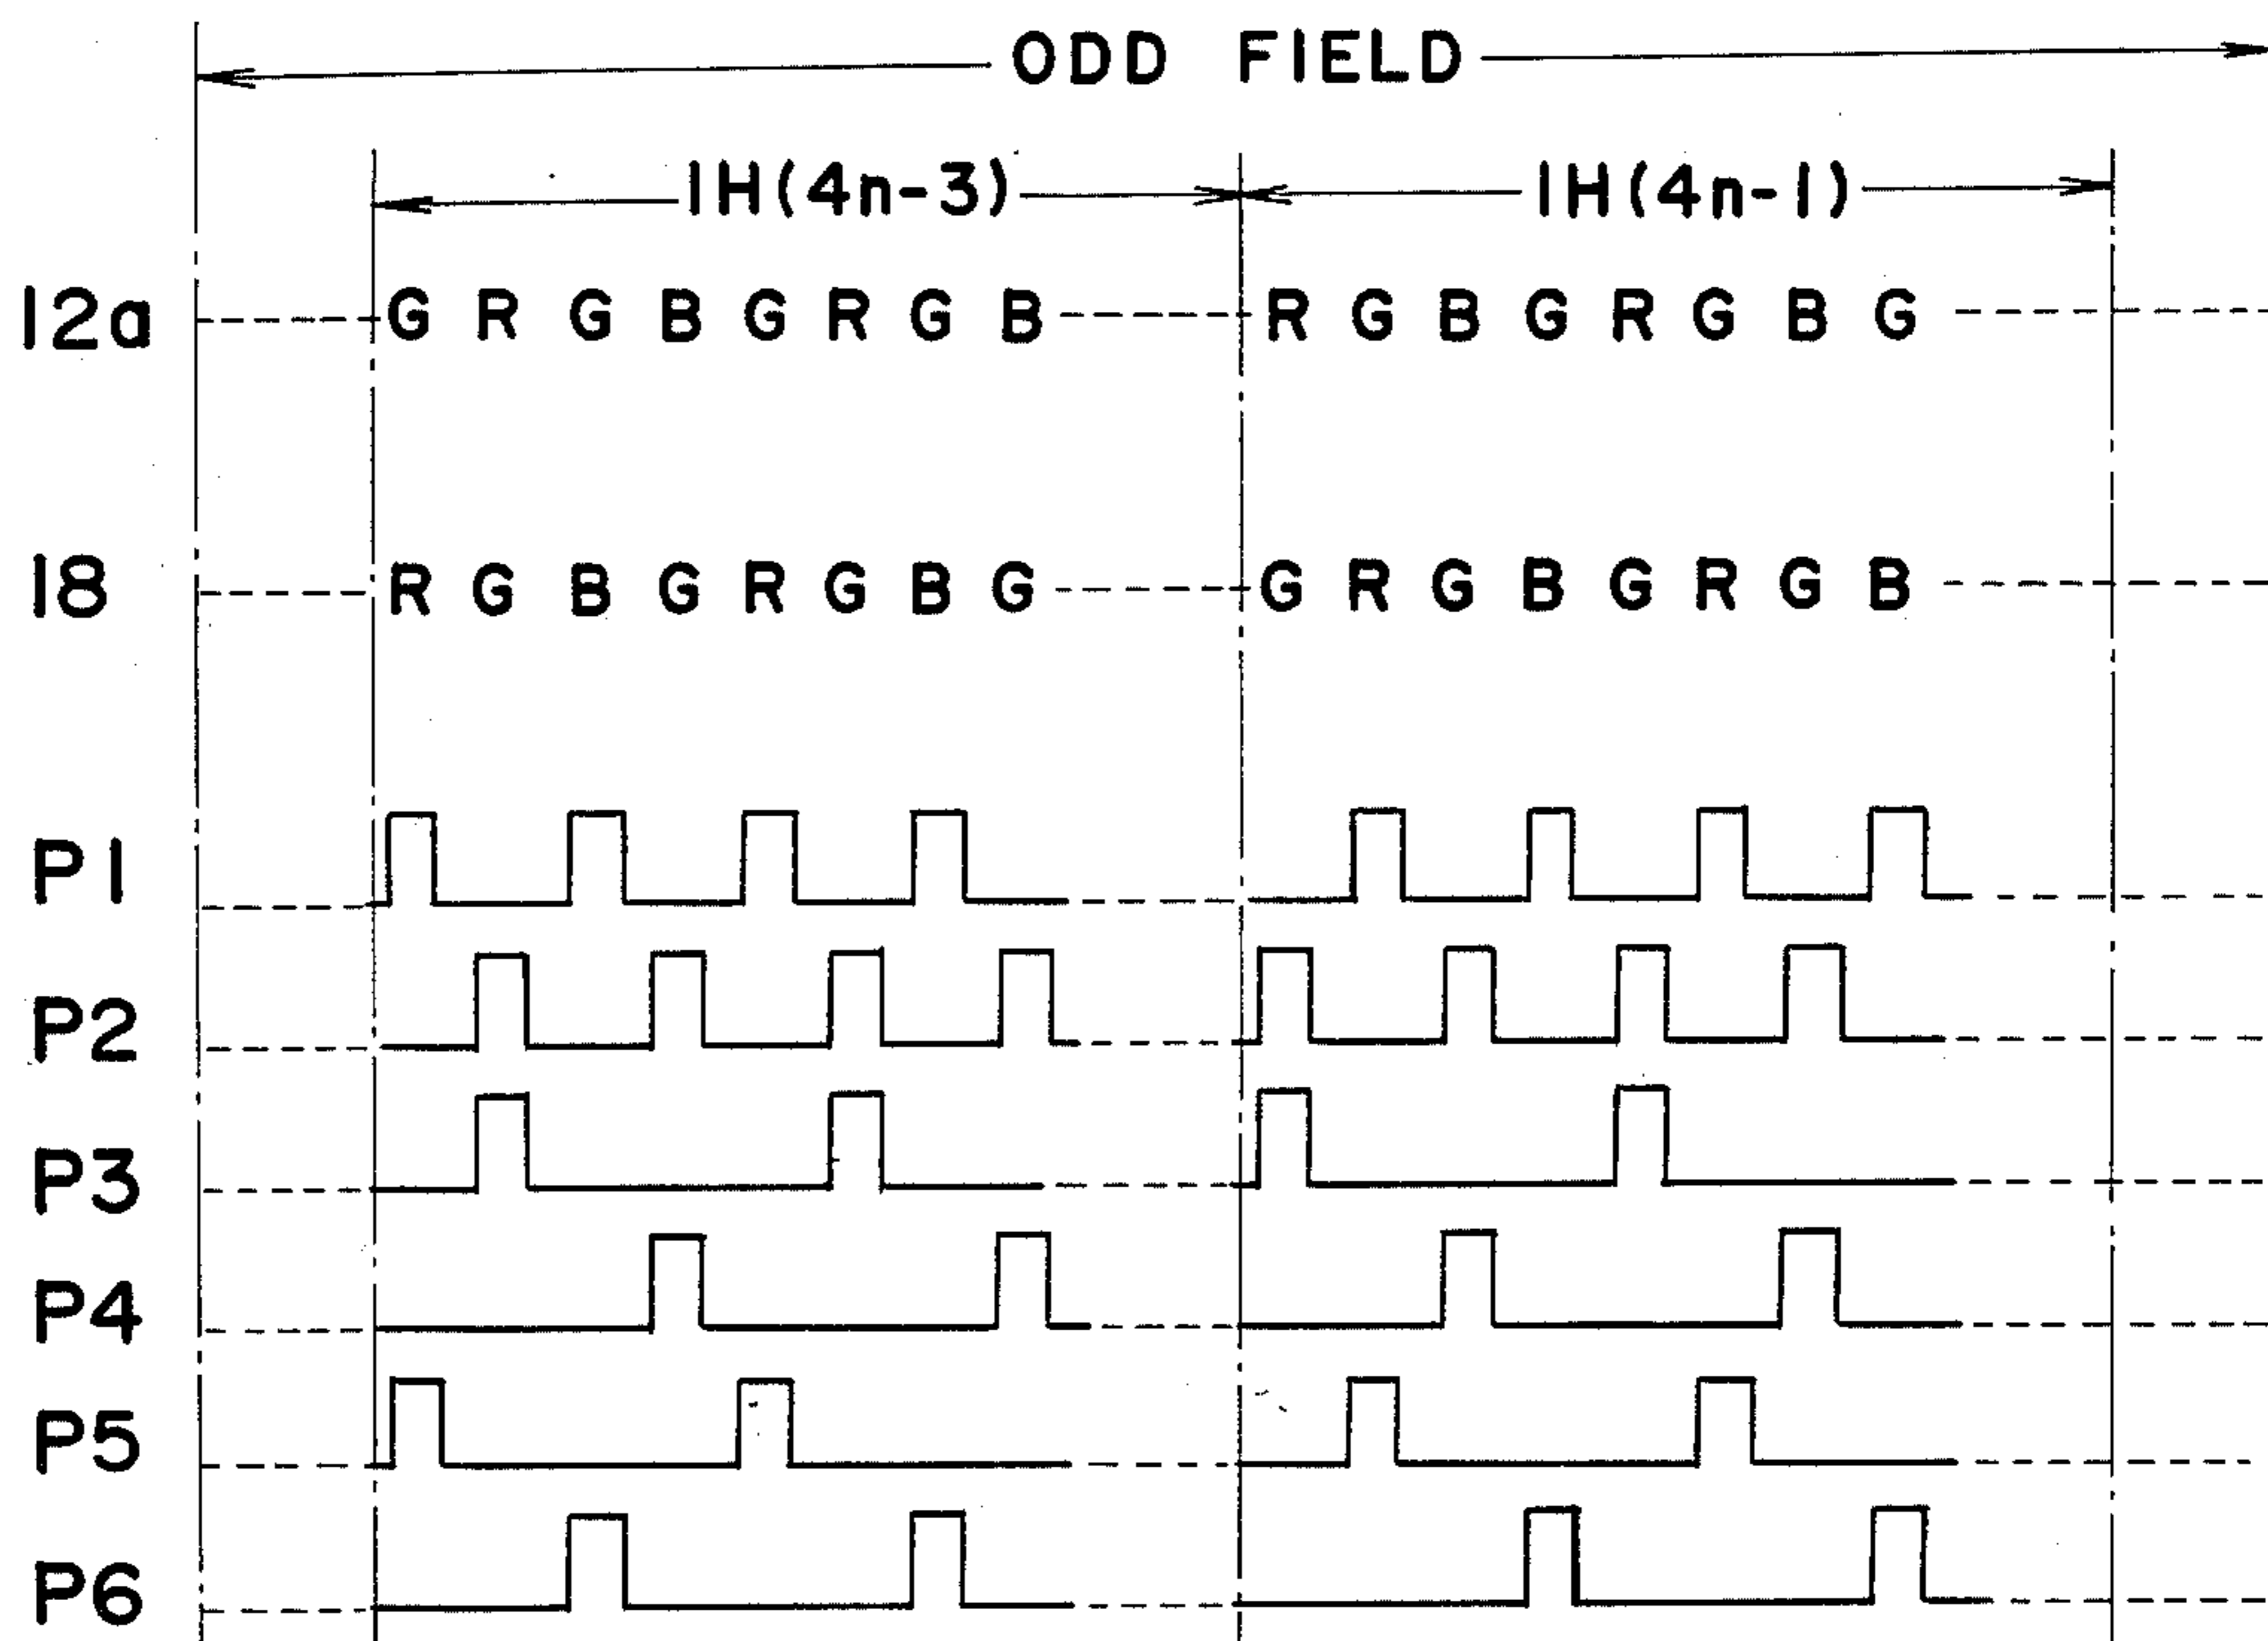 ODD FIELD
1H(4n-3) 1H(4n-1)
12a G R G B G R G B R G B G R G B G
18 R G B G R G B G G R G B G R G B
P1
P2
P3
P4
P5
P6